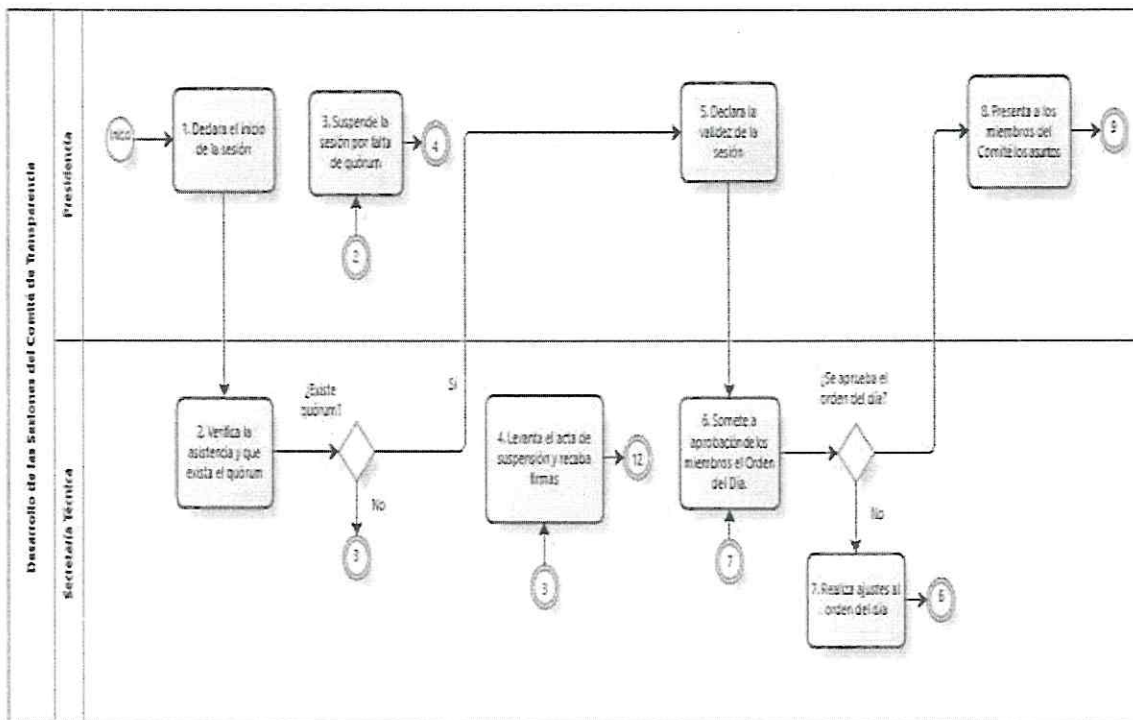 Desarrollo de las Sesiones del Comité de Transparencia
Presidencia
Inicio
1. Declara el inicio
de la sesión
3. Suspende la
sesión por falta
de quórum
4
2
5. Declara la
validez de la
sesión
8. Presenta a los
miembros del
Comité los asuntos
9
Secretaría Técnica
2. Verifica la
asistencia y que
exista el quórum
¿Existe
quórum?
Si
No
3
4. Levanta el acta de
suspensión y recaba
firmas
12
3
6. Somete a
aprobación de los
miembros el Orden
del Día.
7
¿Se aprueba el
orden del día?
No
7. Realiza ajustes al
orden del día
6